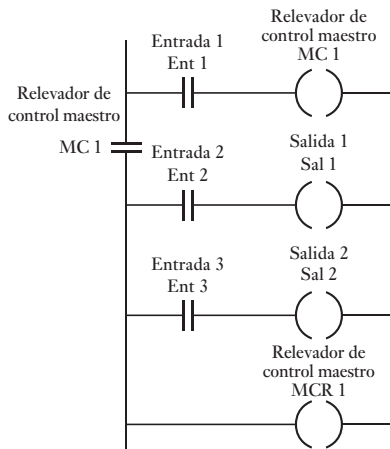 Entrada 1
Ent 1
Relevador de
control maestro
MC 1
Relevador de
control maestro
MC 1
Entrada 2
Ent 2
Salida 1
Sal 1
Entrada 3
Ent 3
Salida 2
Sal 2
Relevador de
control maestro
MCR 1